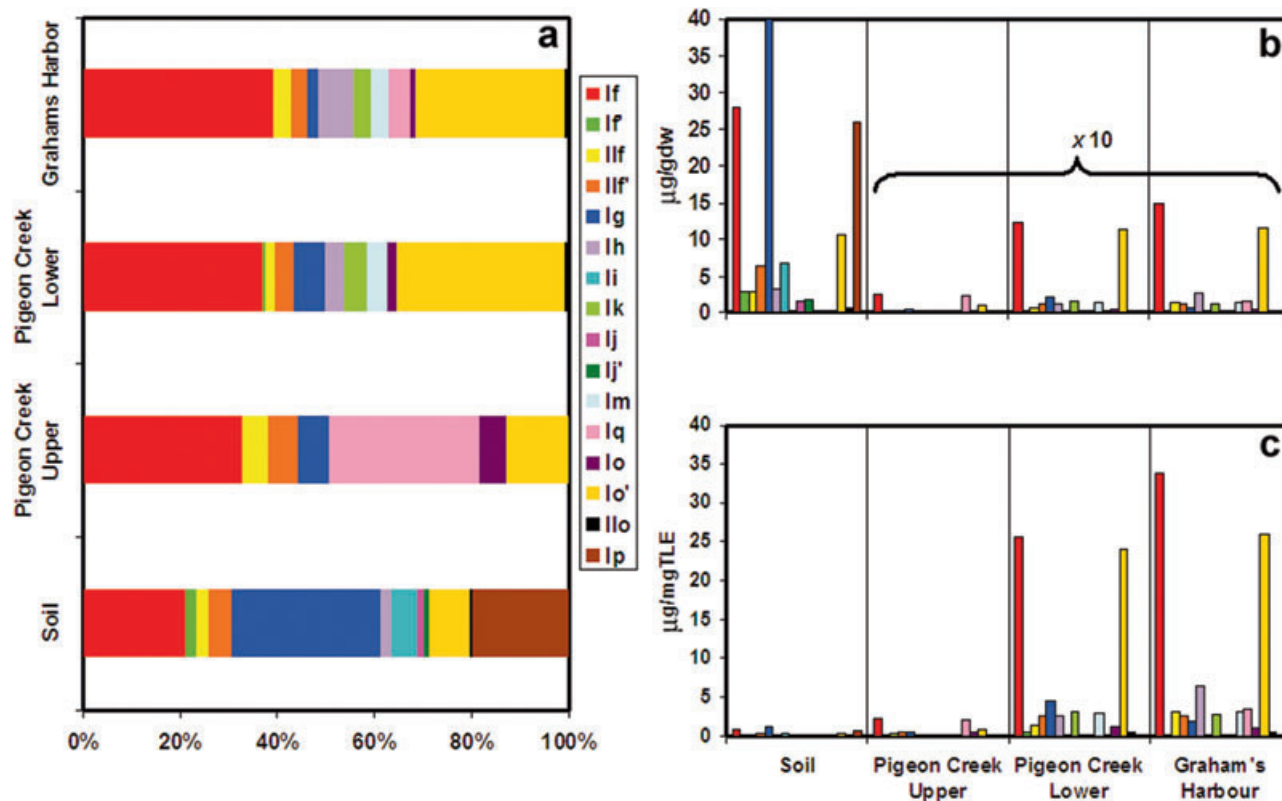 a
Grahams Harbor
Pigeon Creek
Lower
Pigeon Creek
Upper
Soil
0% 20% 40% 60% 80% 100%
If
If'
IIf
IIf'
Ig
Ih
Ii
Ik
Ij
Ij'
Im
Iq
Io
Io'
IIo
Ip
b
µg/gdw
40
35
30
25
20
15
10
5
0
x 10
c
µg/mgTLE
40
35
30
25
20
15
10
5
0
Soil Pigeon Creek Pigeon Creek Graham's
Upper Lower Harbour